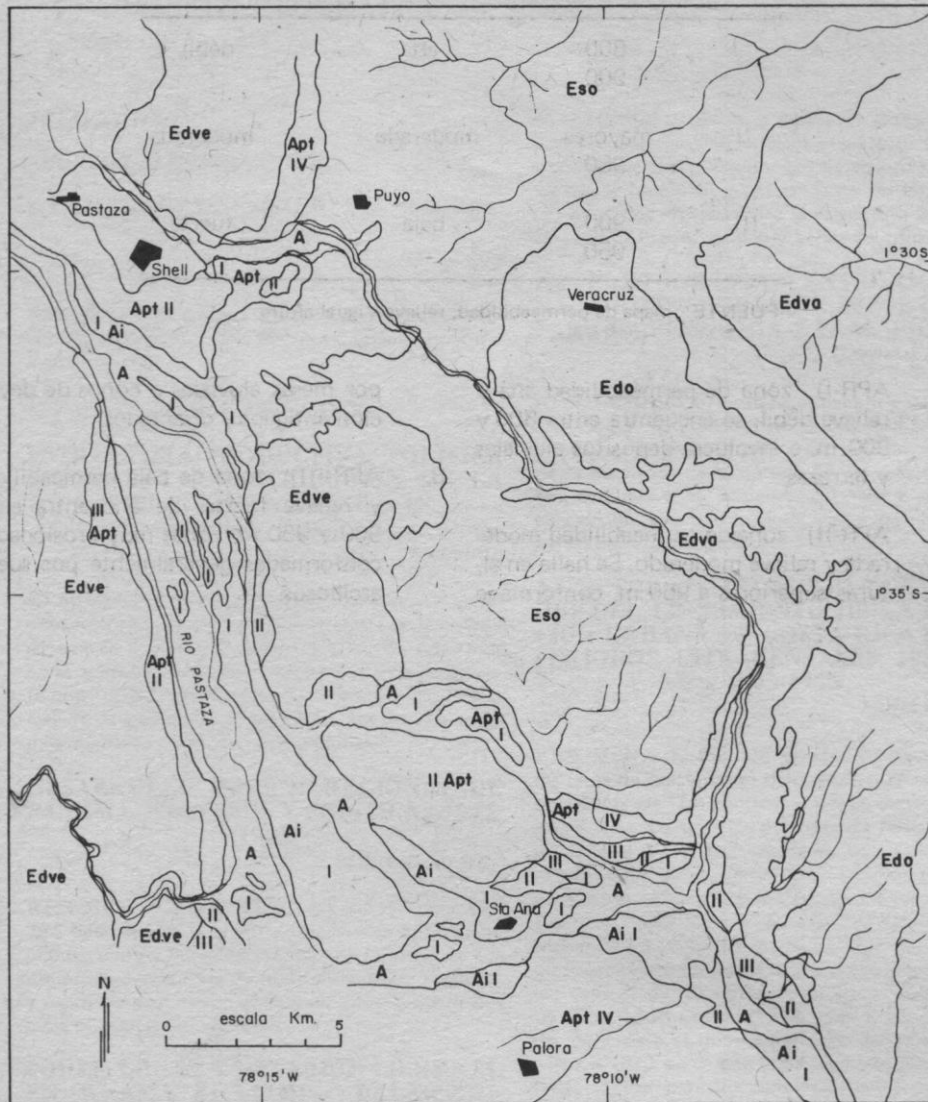 Eso
Edve
Apt
IV
Pastaza
Puyo
A
Shell
I
Apt
II
1°30'S
Veracruz
Edva
Apt II
I
Ai
A
Edo
I
I
Edve
III
Apt
Edva
Edve
I
1°35'S
Eso
I
I
II
Apt
II
RIO PASTAZA
II
A
I
Apt
I
II Apt
A
Apt
IV
Ai
III
II
I
Edo
Edve
I
Ai
III
A
II
I
A
I
I
II
Sta Ana
I
II
Edve
III
Ai I
I
III
A
Ai I
II
N
II
A
escala Km.
0 5
Apt IV
Ai
Palora
I
78°15'W
78°10'W